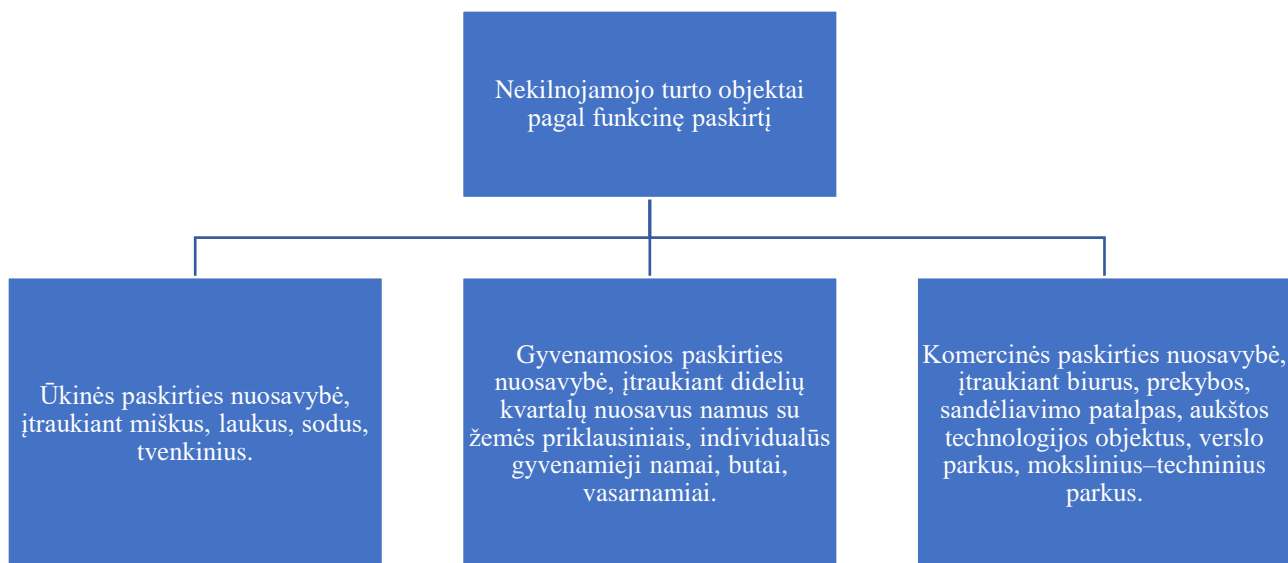 Nekilnojamojo turto objektai
pagal funkcinę paskirtį
Ūkinės paskirties nuosavybė,
įtraukiant miškus, laukus, sodus,
tvenkinius.
Gyvenamosios paskirties
nuosavybė, įtraukiant didelių
kvartalų nuosavus namus su
žemės priklausiniais, individualūs
gyvenamieji namai, butai,
vasarnamiai.
Komercinės paskirties nuosavybė,
įtraukiant biurus, prekybos,
sandėliavimo patalpas, aukštos
technologijos objektus, verslo
parkus, mokslinius–techninius
parkus.